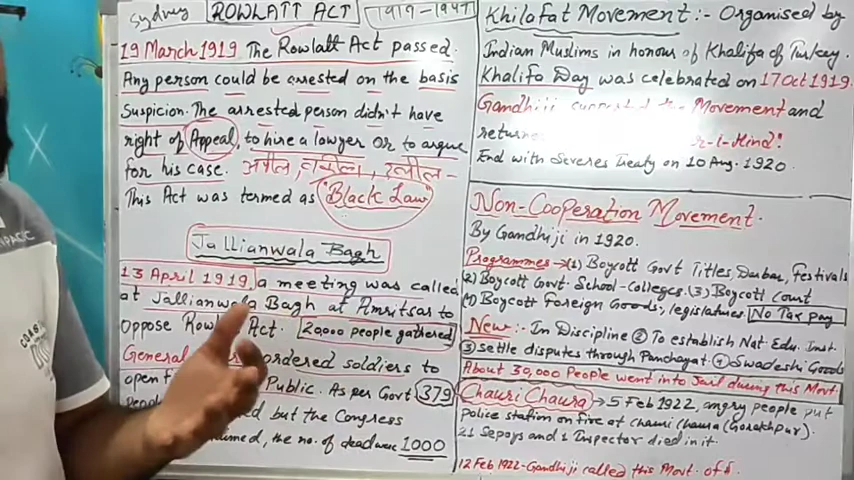 Sydney ROWLATT ACT 1919-1947
19 March 1919 The Rowlatt Act passed.
Any person could be arrested on the basis
Suspicion. The arrested person didn't have
right of Appeal, to hire a lawyer or to argue
for his case. अपील, वकील, दलील -
This Act was termed as "Black Law"
Jallianwala Bagh
13 April 1919, a meeting was called
at Jallianwala Bagh at Amritsar to
Oppose Act. 20000 people gathered
General ordered soldiers to
open Public. As per Govt 379
but the Congress
the no. of dead were 1000
Khilofat Movement :- Organised by
Indian Muslims in honour of Khalifa of Turkey.
Khalifa Day was celebrated on 17 Oct 1919.
Gandhiji Movement and
r-i-Hind!
End with Severes Treaty on 10 Aug. 1920.
Non-Cooperation Movement.
By Gandhiji in 1920.
Programmes → (1) Boycott Govt Titles, Darbar, Festivals
(2) Boycott Govt. School-Colleges. (3) Boycott Court
(4) Boycott Foreign Goods, legislatures No Tax pay
New :- In Discipline (2) To establish Nat. Edu. Inst.
(3) Settle disputes through Panchayat (4) Swadeshi Goods
About 30,000 People went into Jail during this Movt.
Chauri Chaura → 5 Feb 1922, angry people put
police station on fire at Chauri Chaura (Gorakhpur).
21 Sepoys and 1 Inspector died in it.
12 Feb 1922 - Gandhiji called this Movt. off.